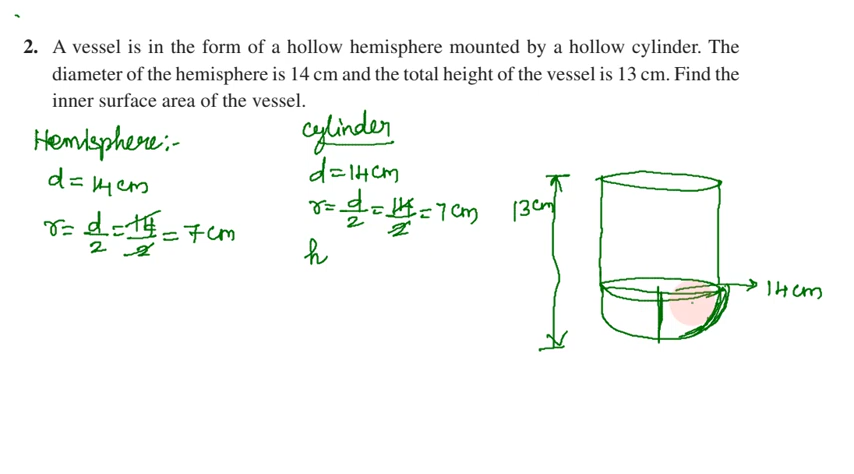 2. A vessel is in the form of a hollow hemisphere mounted by a hollow cylinder. The
diameter of the hemisphere is 14 cm and the total height of the vessel is 13 cm. Find the
inner surface area of the vessel.
Hemisphere:-
d = 14 cm
r = d/2 = 14/2 = 7 cm
cylinder
d = 14 cm
r = d/2 = 14/2 = 7 cm
h
13 cm
14 cm